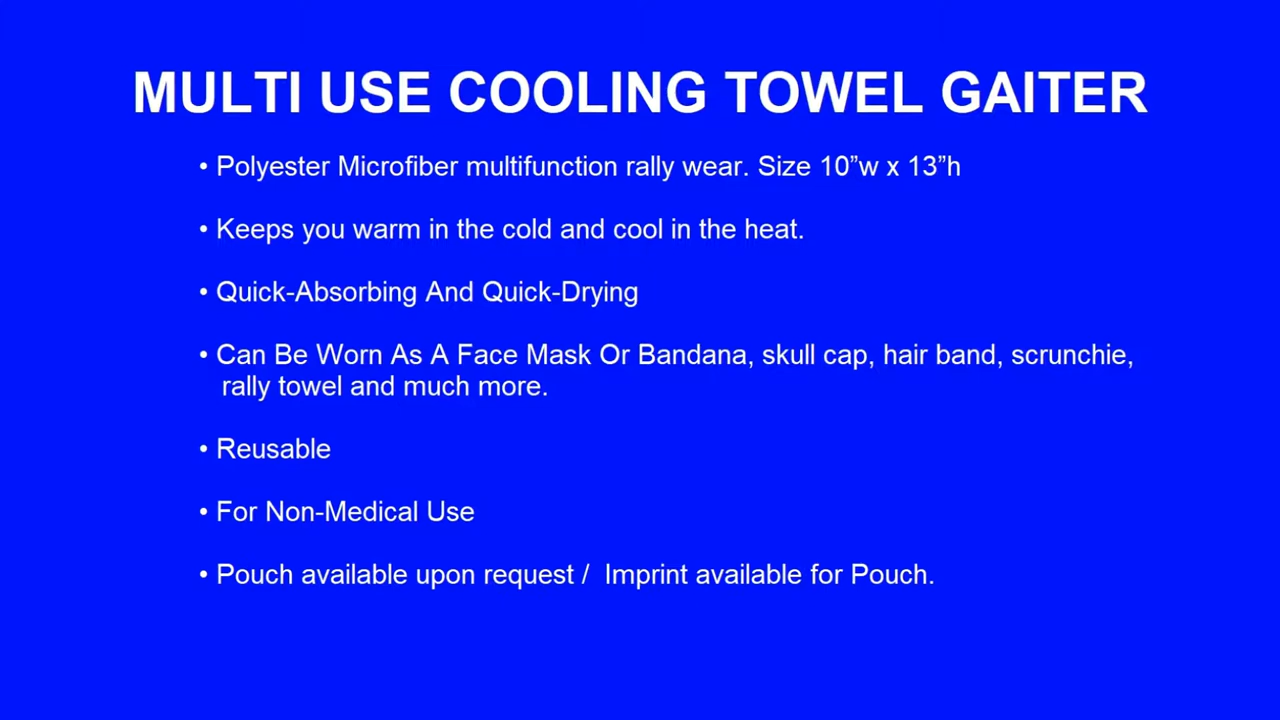 MULTI USE COOLING TOWEL GAITER
• Polyester Microfiber multifunction rally wear. Size 10”w x 13”h
• Keeps you warm in the cold and cool in the heat.
• Quick-Absorbing And Quick-Drying
• Can Be Worn As A Face Mask Or Bandana, skull cap, hair band, scrunchie,
rally towel and much more.
• Reusable
• For Non-Medical Use
• Pouch available upon request /  Imprint available for Pouch.